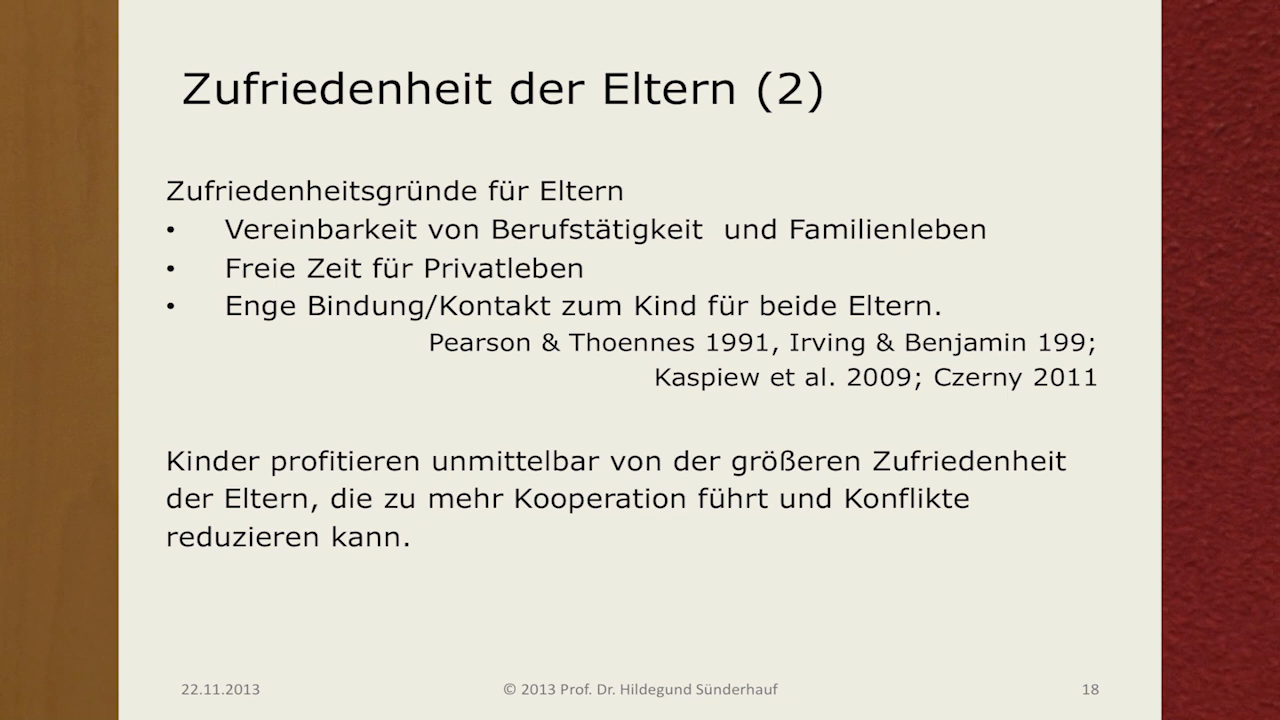 Zufriedenheit der Eltern (2)
Zufriedenheitsgründe für Eltern
• Vereinbarkeit von Berufstätigkeit  und Familienleben
• Freie Zeit für Privatleben
• Enge Bindung/Kontakt zum Kind für beide Eltern.
Pearson & Thoennes 1991, Irving & Benjamin 199;
Kaspiew et al. 2009; Czerny 2011
Kinder profitieren unmittelbar von der größeren Zufriedenheit
der Eltern, die zu mehr Kooperation führt und Konflikte
reduzieren kann.
22.11.2013 © 2013 Prof. Dr. Hildegund Sünderhauf 18